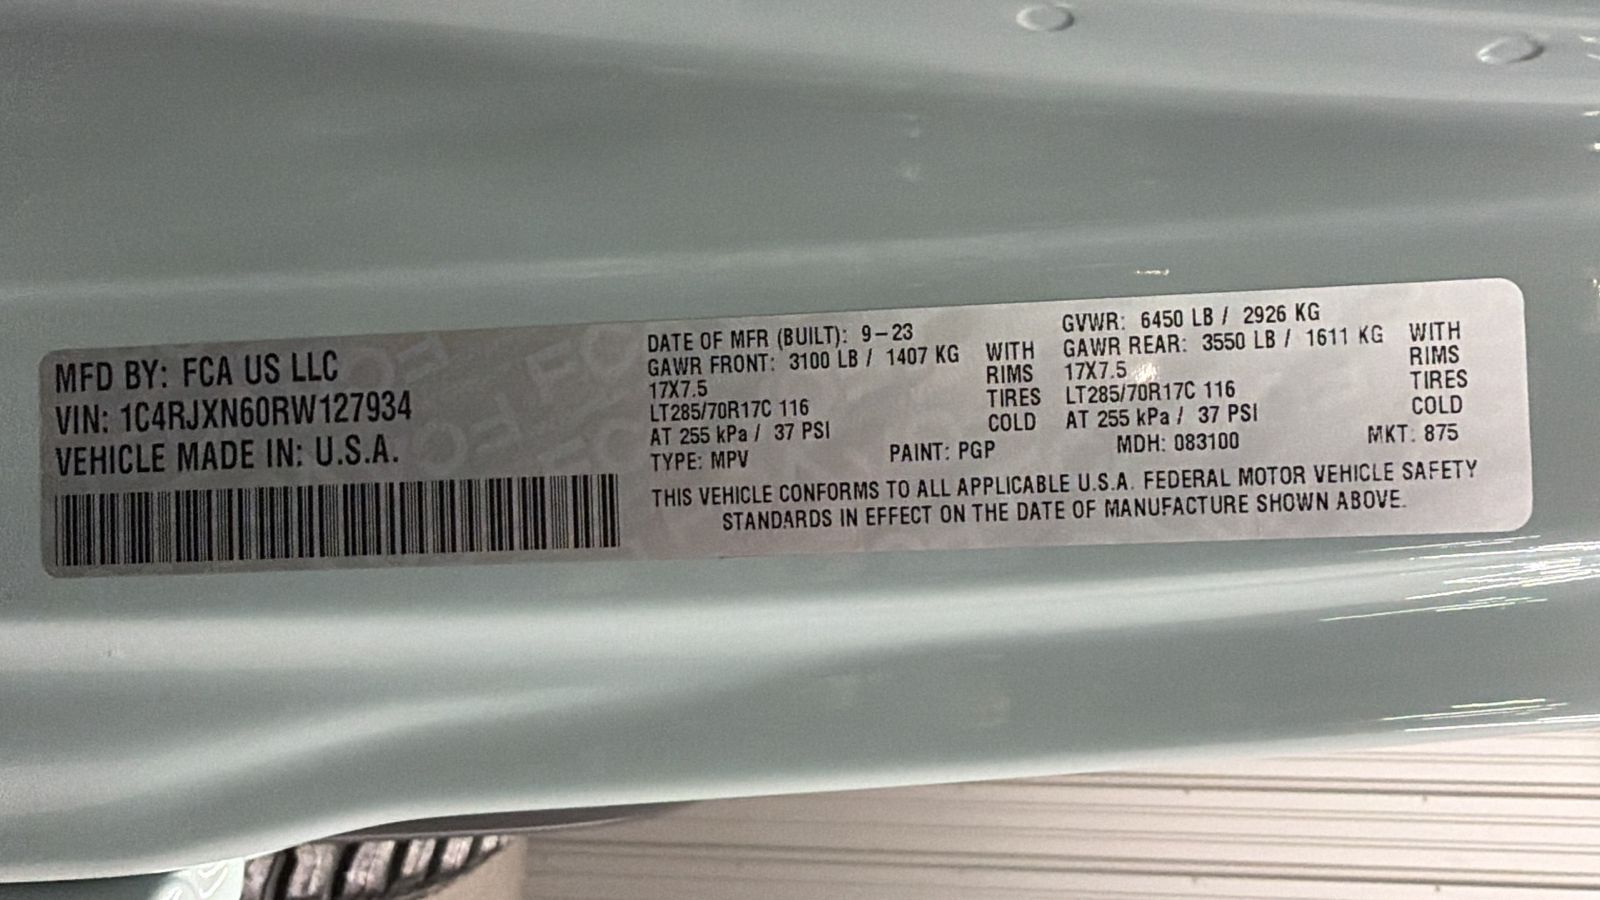 MFD BY: FCA US LLC
VIN: 1C4RJXN60RW127934
VEHICLE MADE IN: U.S.A.
DATE OF MFR (BUILT): 9-23
GAWR FRONT: 3100 LB / 1407 KG WITH
17X7.5 RIMS
LT285/70R17C 116 TIRES
AT 255 kPa / 37 PSI COLD
GVWR: 6450 LB / 2926 KG
GAWR REAR: 3550 LB / 1611 KG WITH
17X7.5 RIMS
LT285/70R17C 116 TIRES
AT 255 kPa / 37 PSI COLD
TYPE: MPV PAINT: PGP MDH: 083100 MKT: 875
THIS VEHICLE CONFORMS TO ALL APPLICABLE U.S.A. FEDERAL MOTOR VEHICLE SAFETY
STANDARDS IN EFFECT ON THE DATE OF MANUFACTURE SHOWN ABOVE.